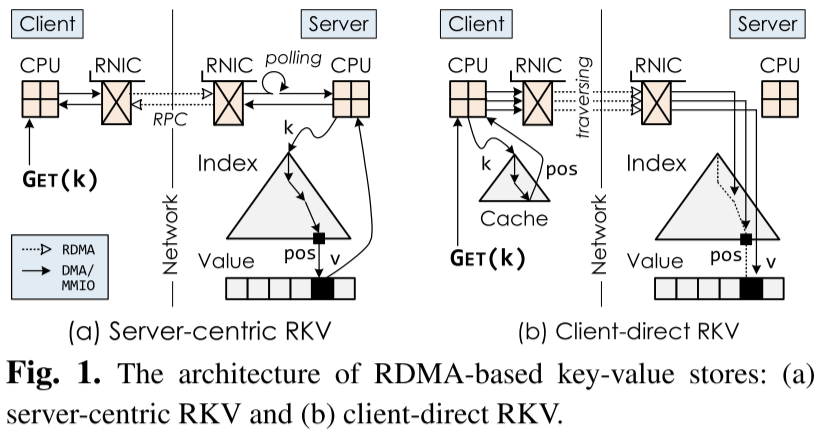 Client
Server
CPU
RNIC
RNIC
polling
CPU
RPC
k
GET(k)
Index
Network
RDMA
DMA/
MMIO
pos
v
Value
(a) Server-centric RKV
Client
Server
CPU
RNIC
traversing
RNIC
CPU
k
pos
Cache
GET(k)
Network
Index
pos
v
Value
(b) Client-direct RKV
Fig. 1. The architecture of RDMA-based key-value stores: (a)
server-centric RKV and (b) client-direct RKV.